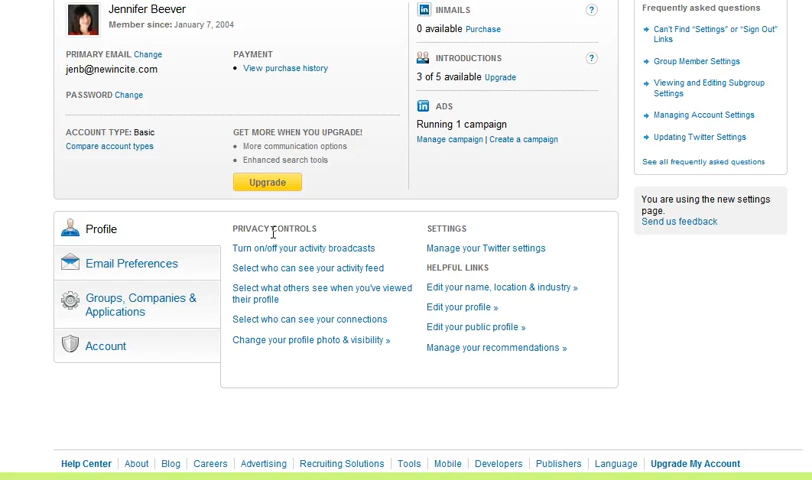 Jennifer Beever
Member since: January 7, 2004
PRIMARY EMAIL Change
jenb@newincite.com
PASSWORD Change
PAYMENT
• View purchase history
ACCOUNT TYPE: Basic
Compare account types
GET MORE WHEN YOU UPGRADE!
• More communication options
• Enhanced search tools
Upgrade
INMAILS
?
0 available Purchase
INTRODUCTIONS
?
3 of 5 available Upgrade
ADS
Running 1 campaign
Manage campaign | Create a campaign
Frequently asked questions
Can't Find "Settings" or "Sign Out"
Links
Group Member Settings
Viewing and Editing Subgroup
Settings
Managing Account Settings
Updating Twitter Settings
See all frequently asked questions
You are using the new settings
page.
Send us feedback
Profile
Email Preferences
Groups, Companies &
Applications
Account
PRIVACY CONTROLS
Turn on/off your activity broadcasts
Select who can see your activity feed
Select what others see when you've viewed
their profile
Select who can see your connections
Change your profile photo & visibility »
SETTINGS
Manage your Twitter settings
HELPFUL LINKS
Edit your name, location & industry »
Edit your profile »
Edit your public profile »
Manage your recommendations »
Help Center | About | Blog | Careers | Advertising | Recruiting Solutions | Tools | Mobile | Developers | Publishers | Language | Upgrade My Account